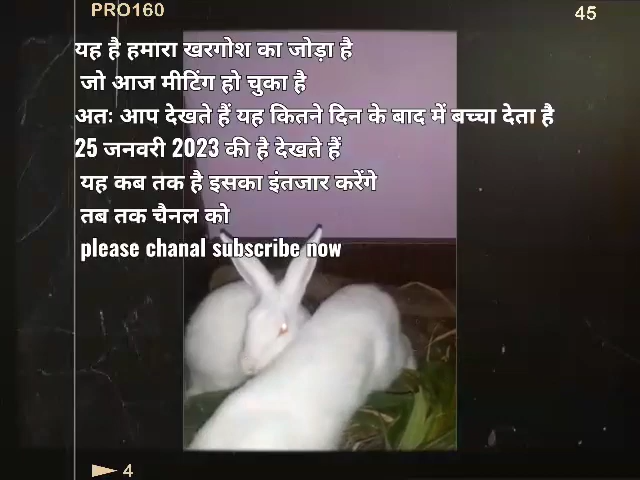 PRO160
45
यह है हमारा खरगोश का जोड़ा है
जो आज मीटिंग हो चुका है
अतः आप देखते हैं यह कितने दिन के बाद में बच्चा देता है
25 जनवरी 2023 की है देखते हैं
यह कब तक है इसका इंतजार करेंगे
तब तक चैनल को
please chanal subscribe now
4